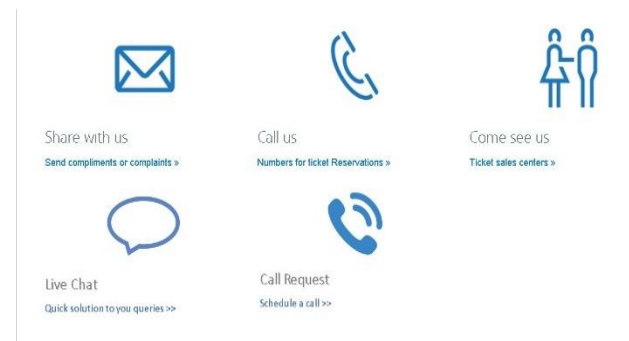 Share with us
Call us
Come see us
Send compliments or complaints »
Numbers for ticket Reservations »
Ticket sales centers »
Live Chat
Call Request
Quick solution to you queries >>
Schedule a call >>